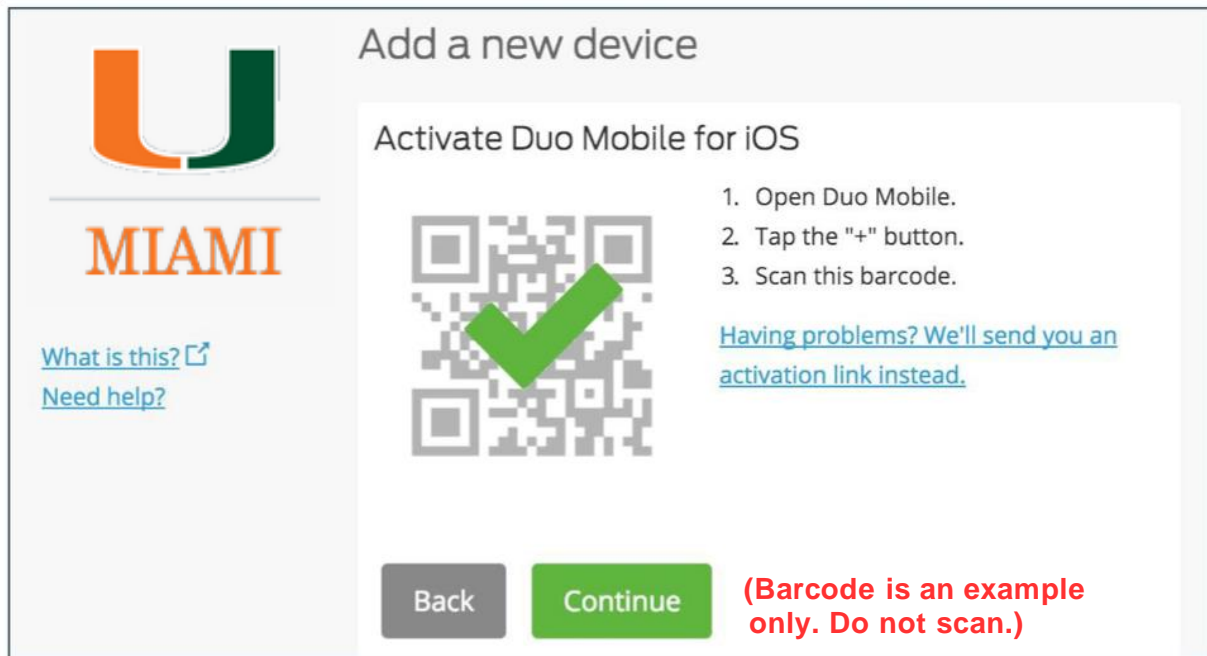 Add a new device
MIAMI
What is this?
Need help?
Activate Duo Mobile for iOS
1. Open Duo Mobile.
2. Tap the "+" button.
3. Scan this barcode.
Having problems? We'll send you an
activation link instead.
Back
Continue
(Barcode is an example
only. Do not scan.)